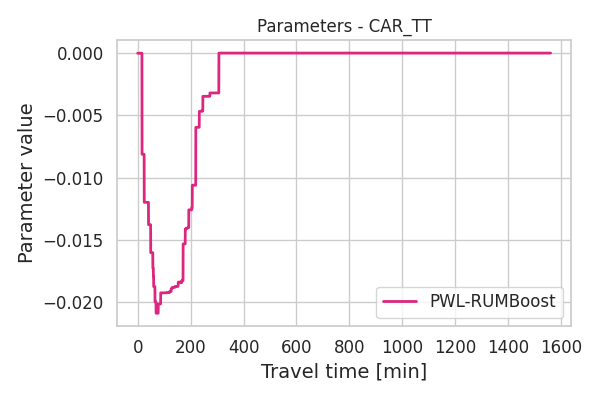 Parameters - CAR_TT
Parameter value
0.000
−0.005
−0.010
−0.015
−0.020
PWL-RUMBoost
0 200 400 600 800 1000 1200 1400 1600
Travel time [min]